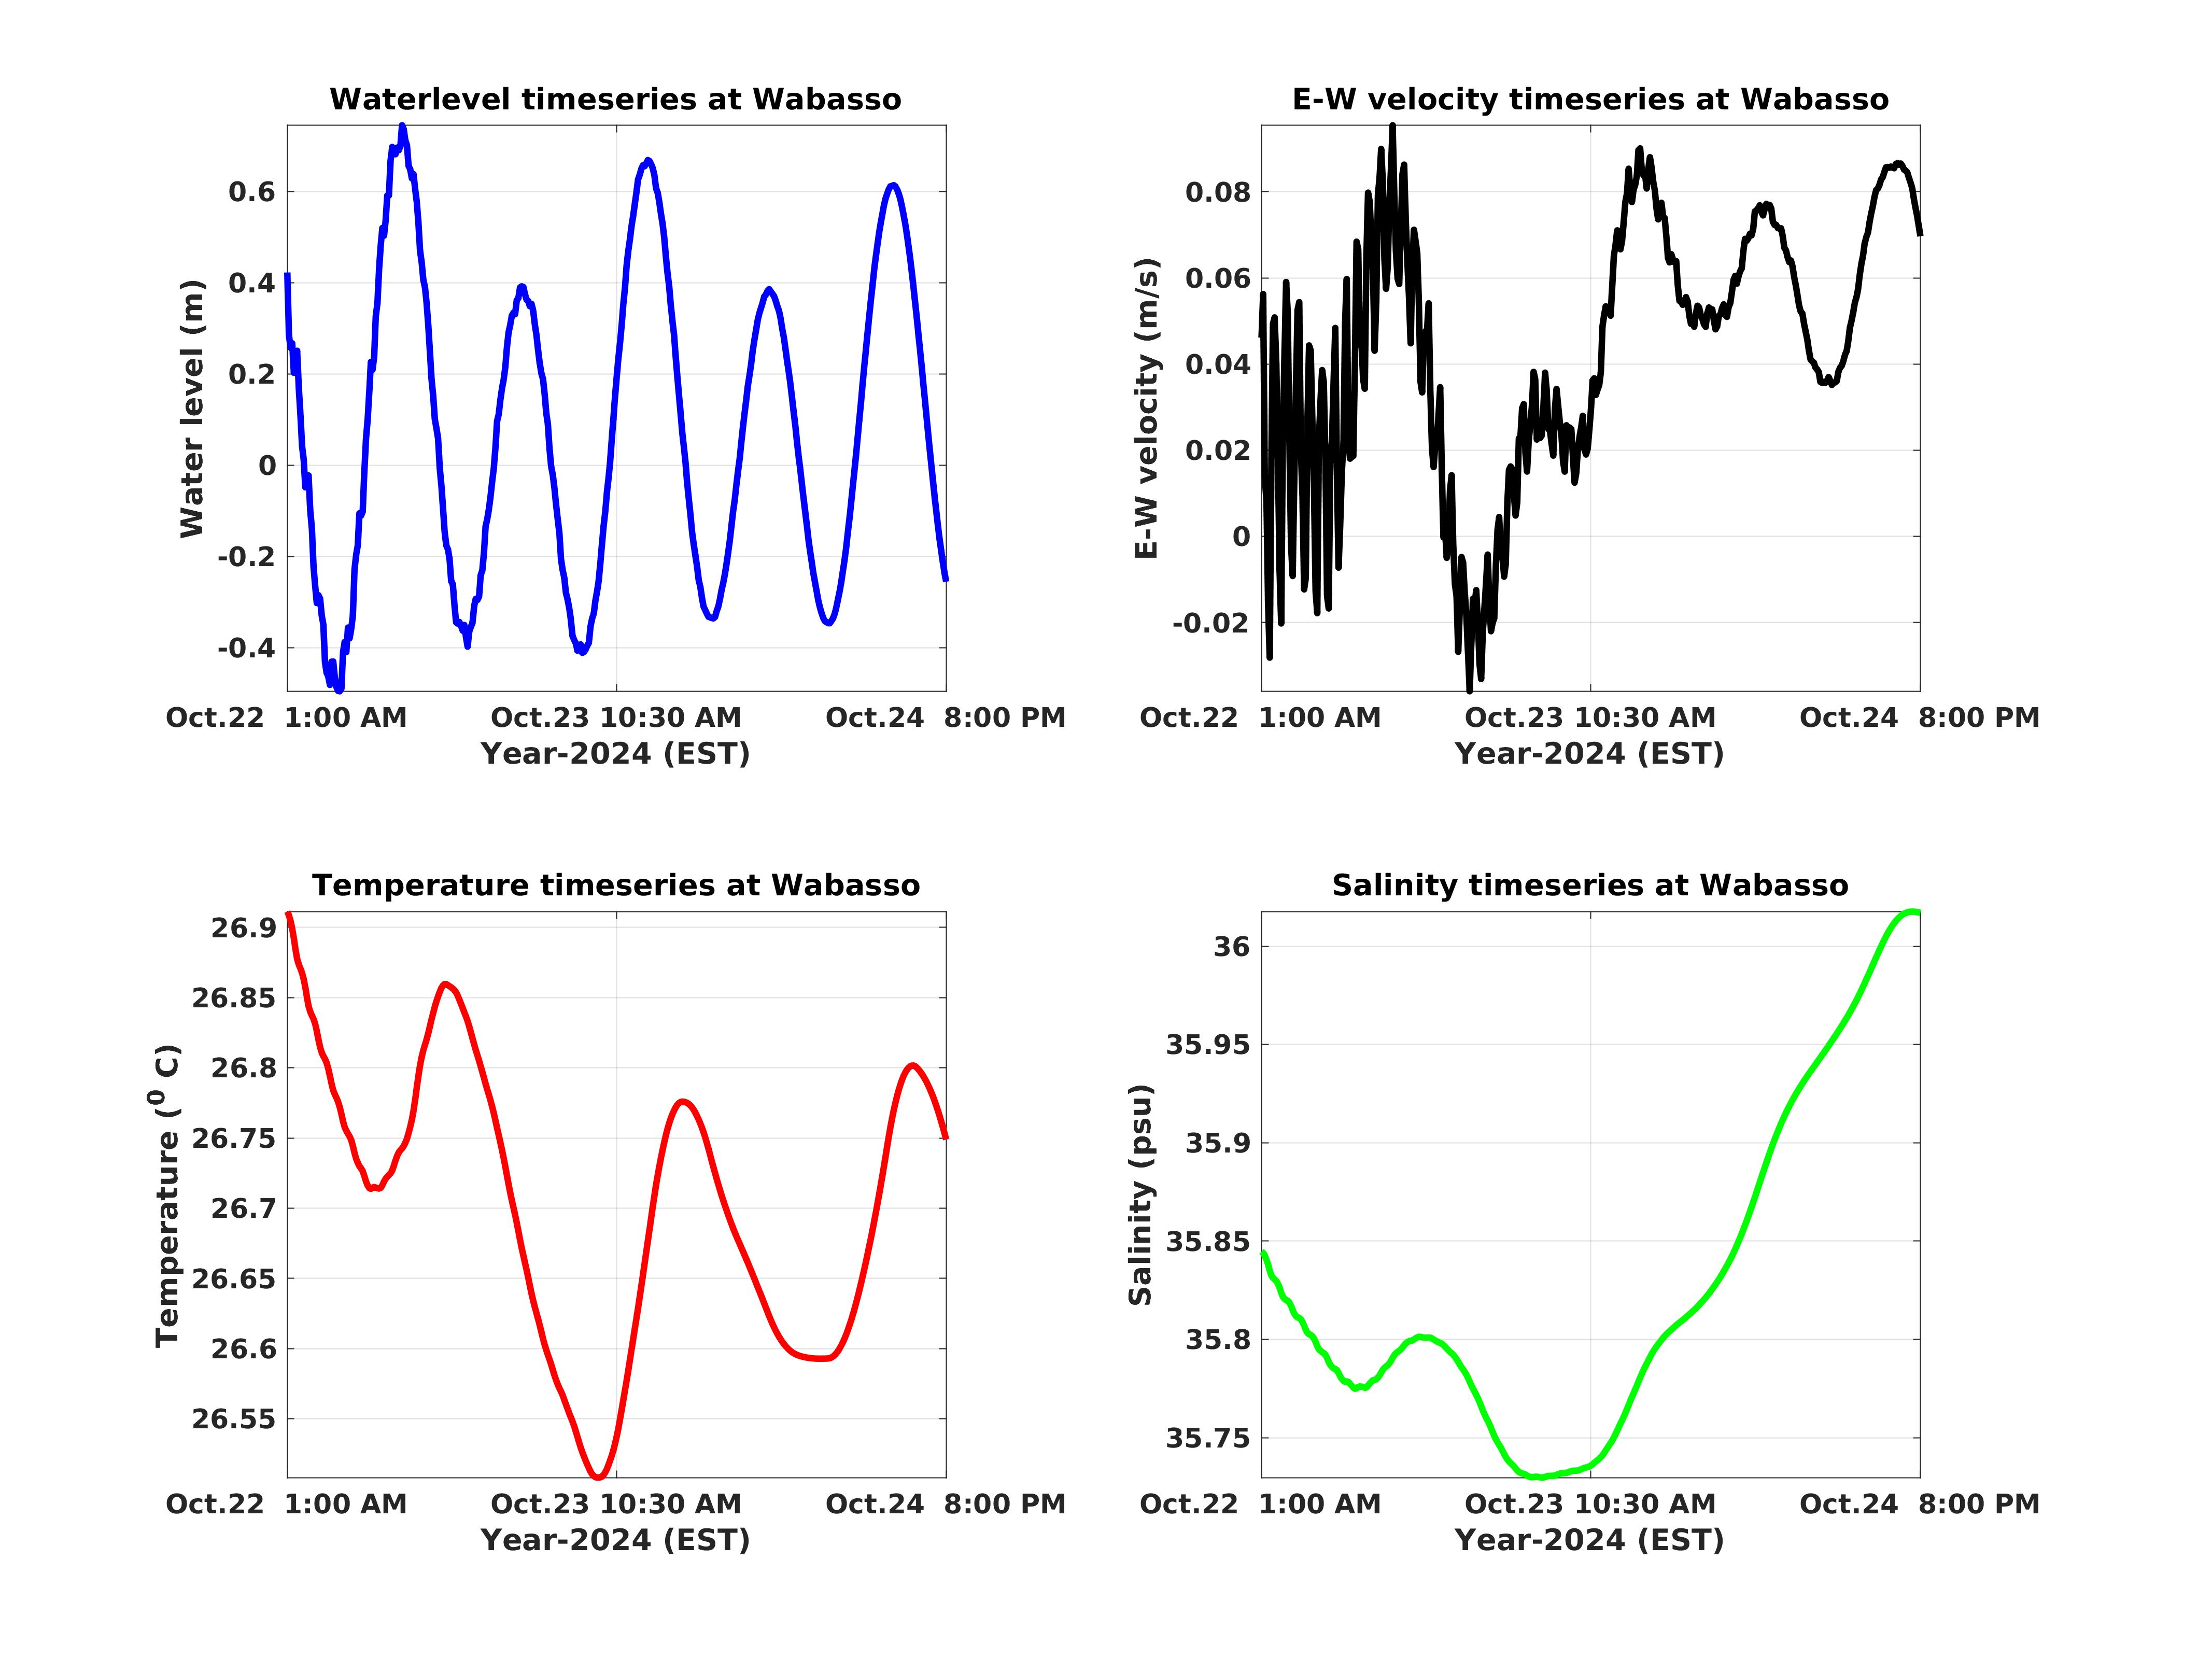 Waterlevel timeseries at Wabasso
0.6
0.4
0.2
0
-0.2
-0.4
Water level (m)
Oct.22 1:00 AM
Oct.23 10:30 AM
Oct.24 8:00 PM
Year-2024 (EST)
E-W velocity timeseries at Wabasso
0.08
0.06
0.04
0.02
0
-0.02
E-W velocity (m/s)
Oct.22 1:00 AM
Oct.23 10:30 AM
Oct.24 8:00 PM
Year-2024 (EST)
Temperature timeseries at Wabasso
26.9
26.85
26.8
26.75
26.7
26.65
26.6
26.55
Temperature (⁰ C)
Oct.22 1:00 AM
Oct.23 10:30 AM
Oct.24 8:00 PM
Year-2024 (EST)
Salinity timeseries at Wabasso
36
35.95
35.9
35.85
35.8
35.75
Salinity (psu)
Oct.22 1:00 AM
Oct.23 10:30 AM
Oct.24 8:00 PM
Year-2024 (EST)